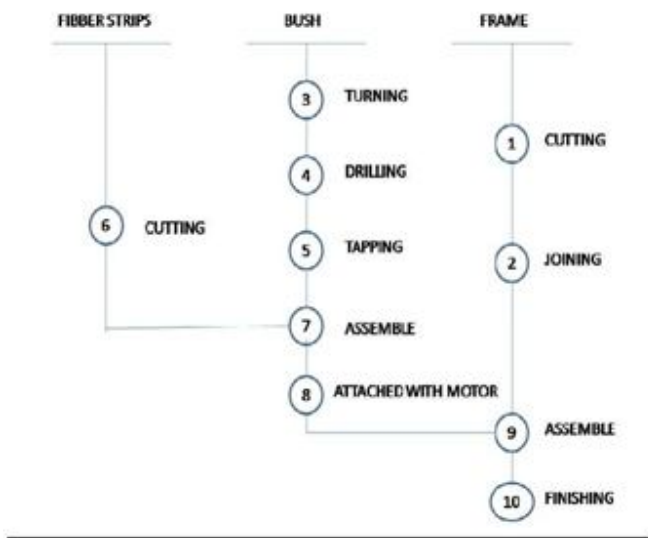 FIBBER STRIPS BUSH FRAME
3 TURNING
1 CUTTING
4 DRILLING
6 CUTTING
5 TAPPING
2 JOINING
7 ASSEMBLE
8 ATTACHED WITH MOTOR
9 ASSEMBLE
10 FINISHING